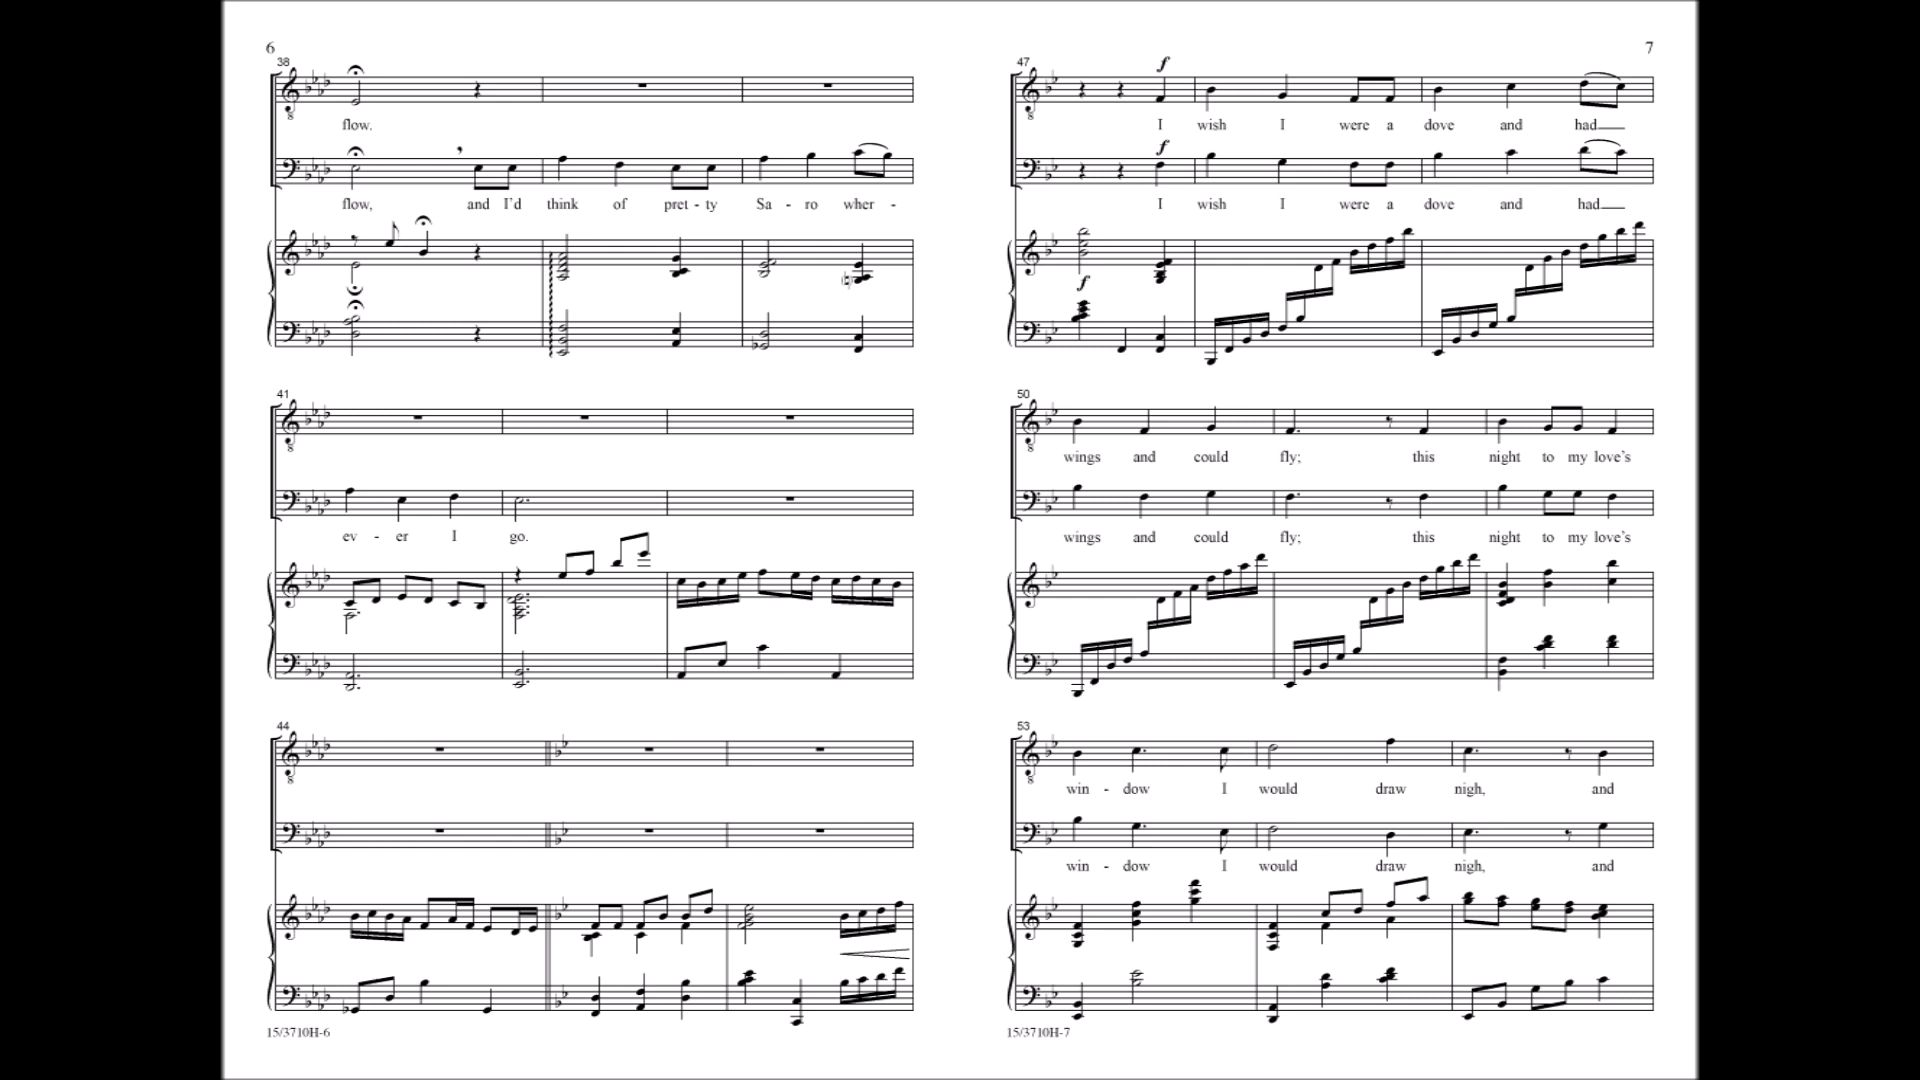 6
38
flow.
flow, and I'd think of pret - ty Sa - ro wher -
41
ev - er I go.
44
15/3710H-6
7
47
f
I wish I were a dove and had
f
I wish I were a dove and had
f
50
wings and could fly; this night to my love's
wings and could fly; this night to my love's
53
win - dow I would draw nigh, and
win - dow I would draw nigh, and
15/3710H-7